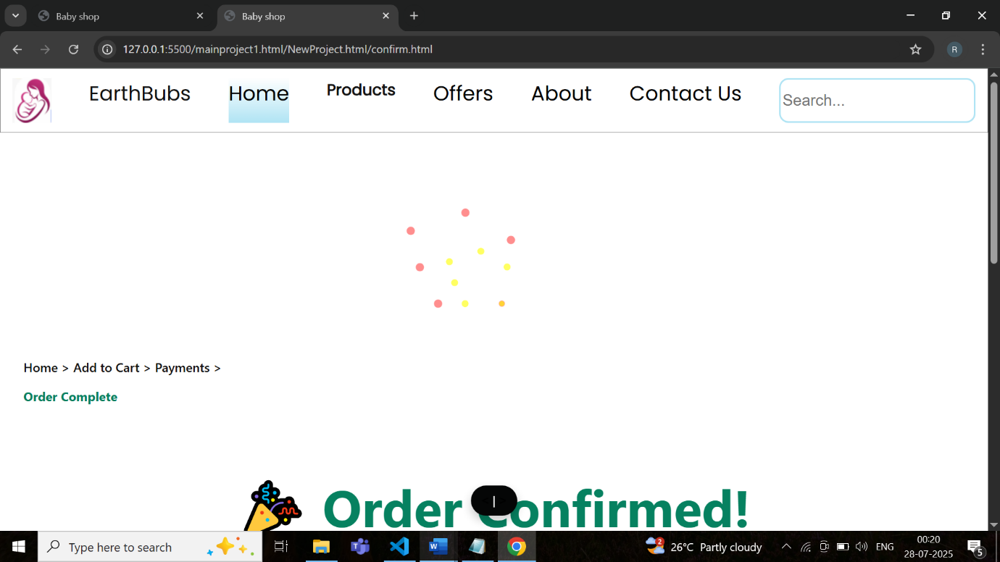 Baby shop
Baby shop
127.0.0.1:5500/mainproject1.html/NewProject.html/confirm.html
R
EarthBubs Home Products Offers About Contact Us Search...
Home > Add to Cart > Payments >
Order Complete
Order Confirmed!
Type here to search
26°C Partly cloudy
2
ENG
00:20
28-07-2025
5